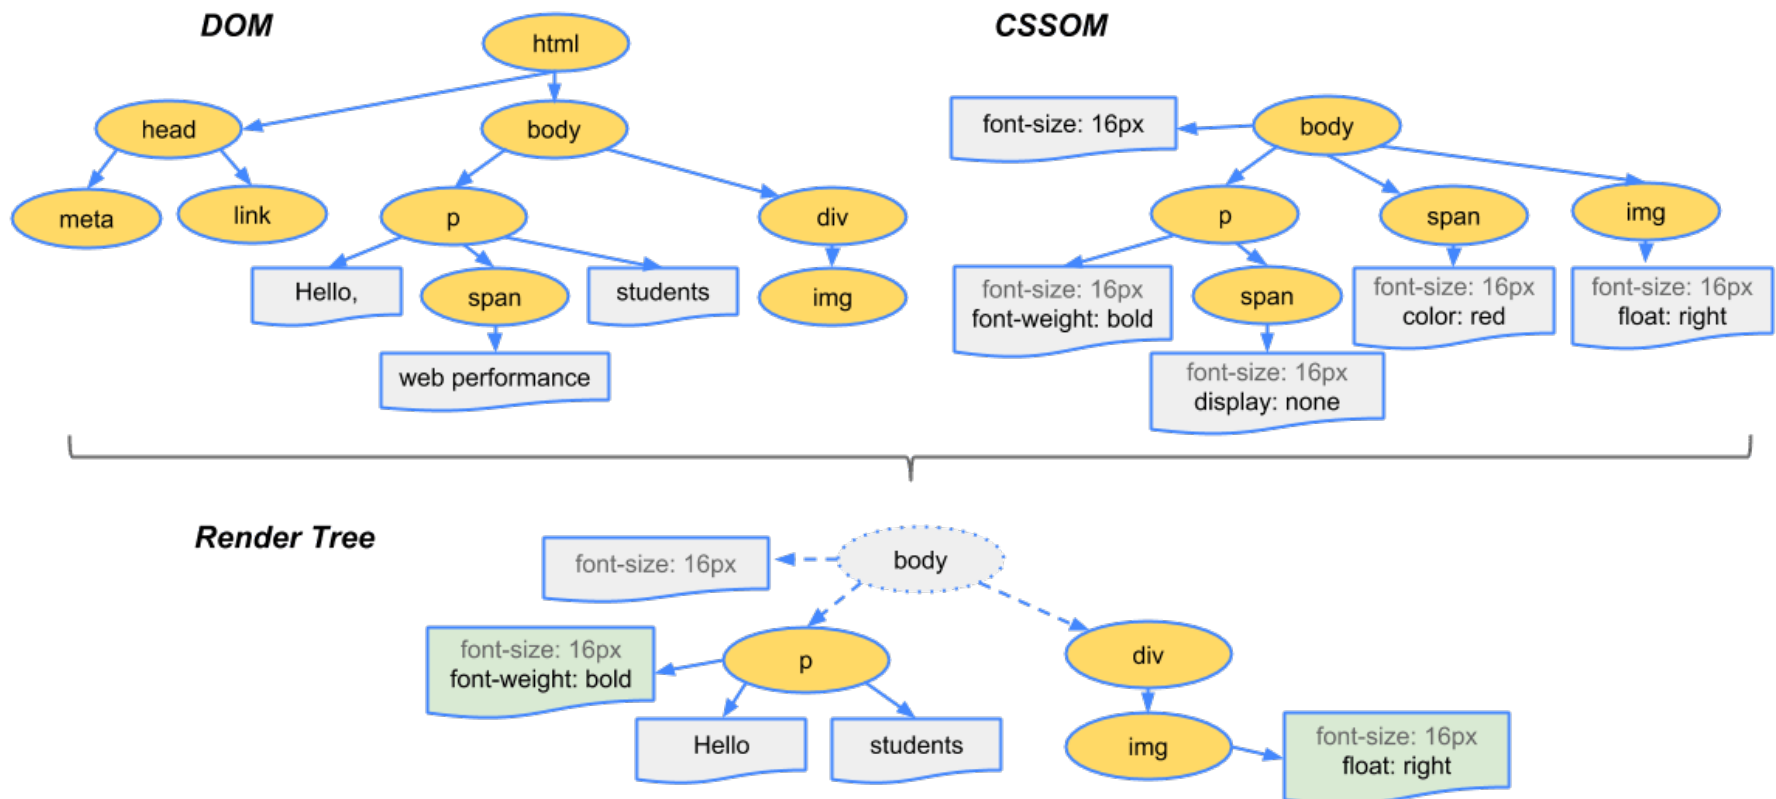 DOM
html
head
body
meta
link
p
div
Hello,
span
students
img
web performance
CSSOM
font-size: 16px
body
p
span
img
font-size: 16px
font-weight: bold
span
font-size: 16px
color: red
font-size: 16px
float: right
font-size: 16px
display: none
Render Tree
font-size: 16px
body
font-size: 16px
font-weight: bold
p
div
Hello
students
img
font-size: 16px
float: right